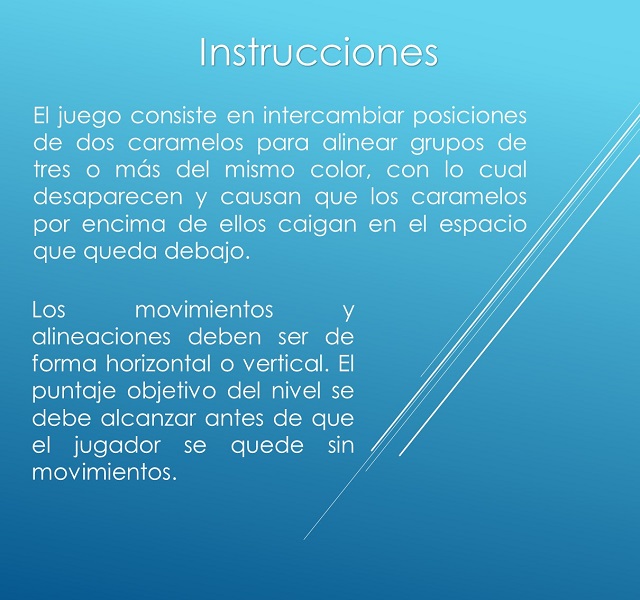 Instrucciones
El juego consiste en intercambiar posiciones
de dos caramelos para alinear grupos de
tres o más del mismo color, con lo cual
desaparecen y causan que los caramelos
por encima de ellos caigan en el espacio
que queda debajo.
Los movimientos y
alineaciones deben ser de
forma horizontal o vertical. El
puntaje objetivo del nivel se
debe alcanzar antes de que
el jugador se quede sin
movimientos.